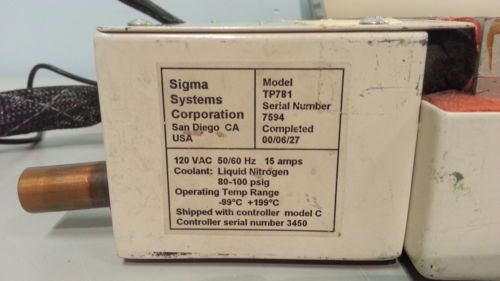 Sigma
Systems
Corporation
San Diego CA
USA
Model
TP781
Serial Number
7594
Completed
00/06/27
120 VAC 50/60 Hz 15 amps
Coolant: Liquid Nitrogen
80-100 psig
Operating Temp Range
-99ºC +199ºC
Shipped with controller model C
Controller serial number 3450